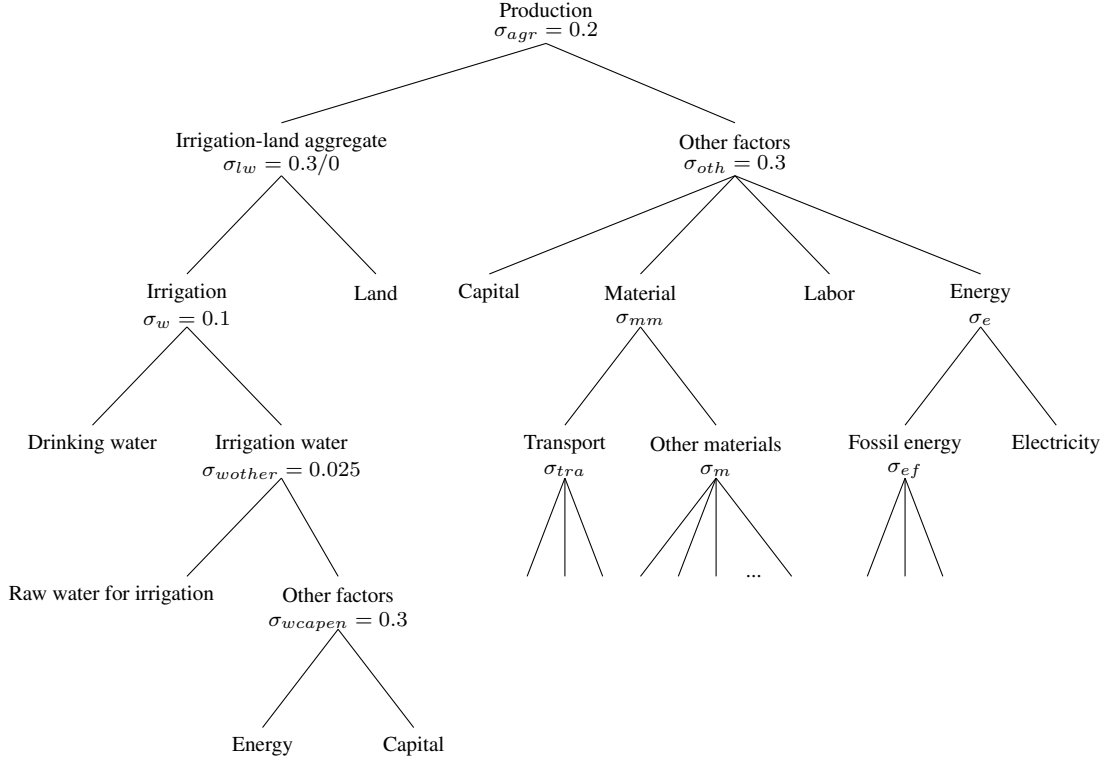 Production
σ_agr = 0.2
Irrigation-land aggregate
σ_lw = 0.3/0
Other factors
σ_oth = 0.3
Irrigation
σ_w = 0.1
Land
Capital
Material
σ_mm
Labor
Energy
σ_e
Drinking water
Irrigation water
σ_wother = 0.025
Transport
σ_tra
Other materials
σ_m
Fossil energy
σ_ef
Electricity
...
Raw water for irrigation
Other factors
σ_wcapen = 0.3
Energy
Capital